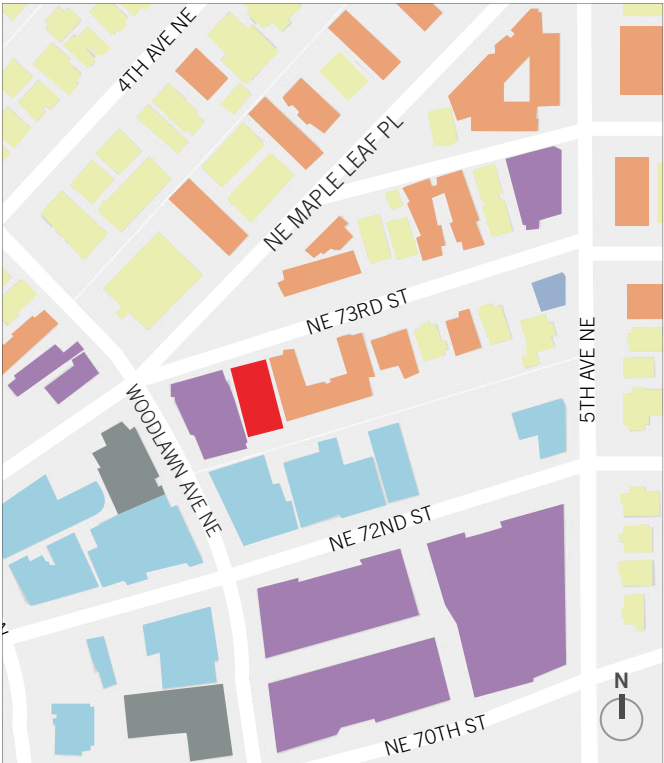 4TH AVE NE
NE MAPLE LEAF PL
NE 73RD ST
5TH AVE NE
WOODLAWN AVE NE
NE 72ND ST
N
NE 70TH ST